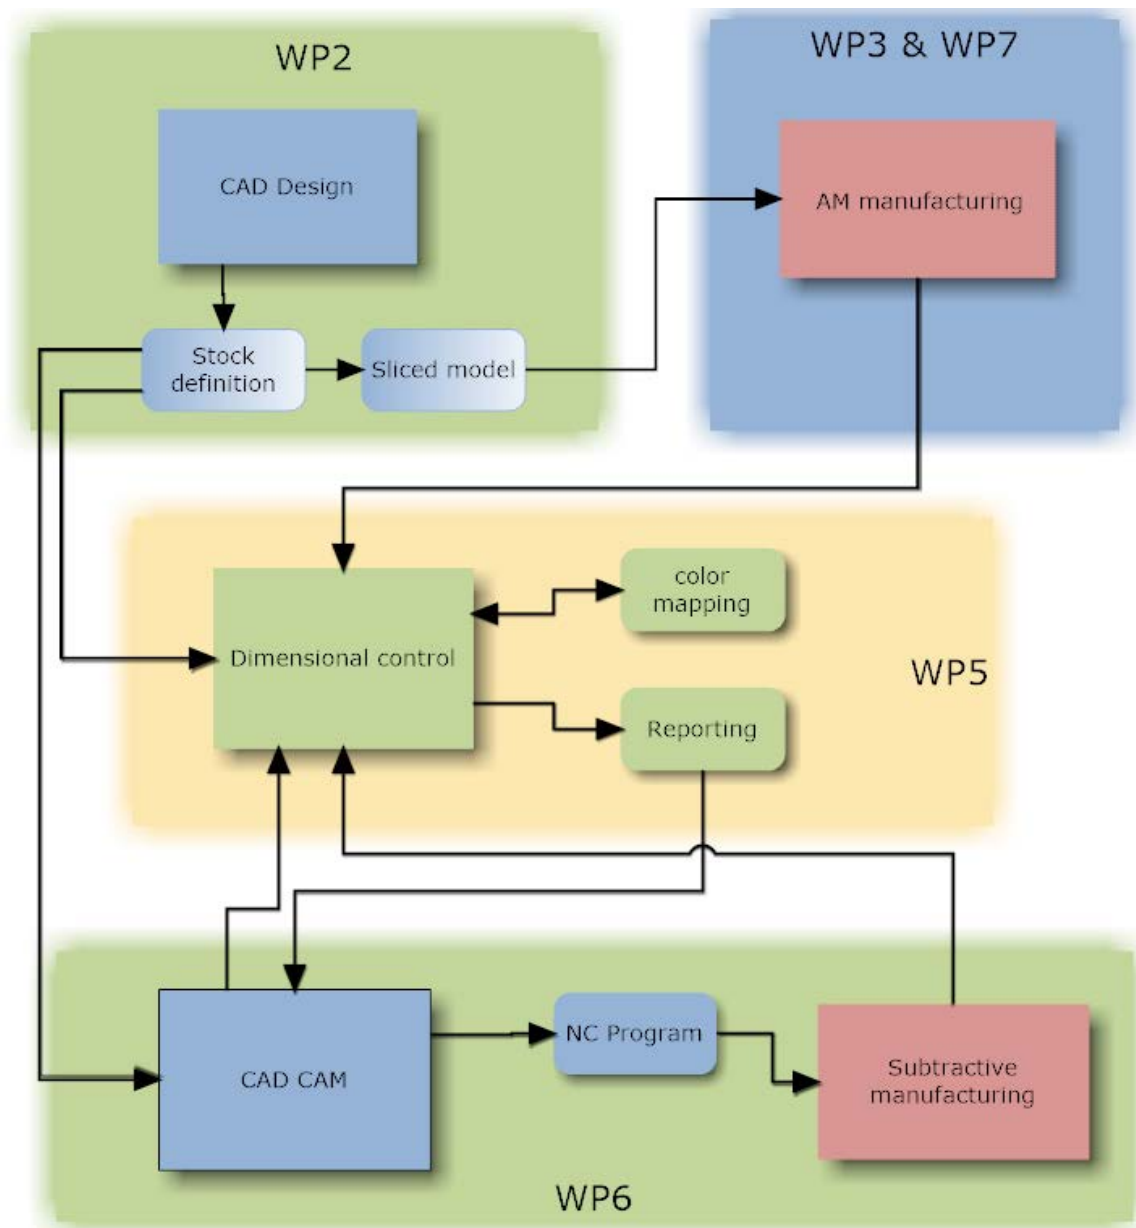 WP2
WP3 & WP7
CAD Design
AM manufacturing
Stock
definition
Sliced model
color
mapping
Dimensional control
WP5
Reporting
NC Program
CAD CAM
Subtractive
manufacturing
WP6